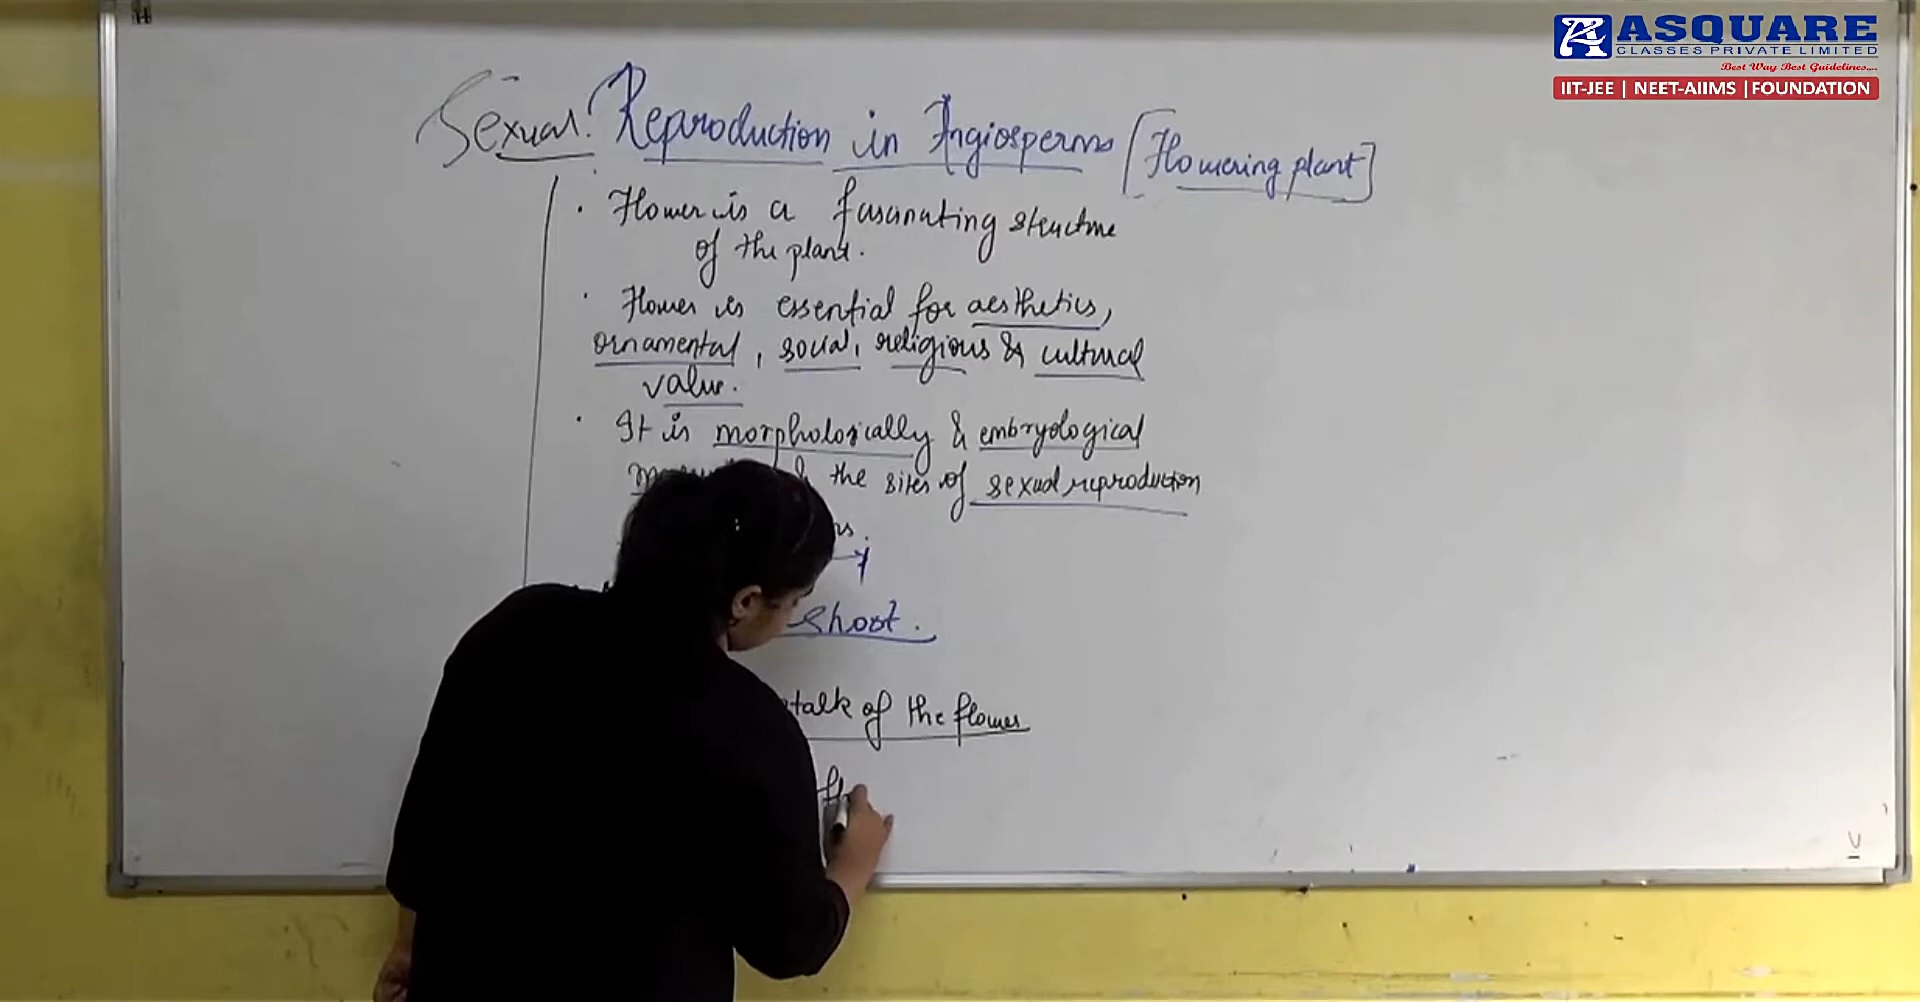 ASQUARE
CLASSES PRIVATE LIMITED
Best Way Best Guidelines....
IIT-JEE | NEET-AIIMS | FOUNDATION
Sexual Reproduction in Angiosperms [Flowering plant]
· Flower is a fascinating structure
of the plant.
· Flower is essential for aesthetics,
ornamental, social, religious & cultural
value.
· It is morphologically & embryological
the sites of sexual reproduction
shoot.
stalk of the flower